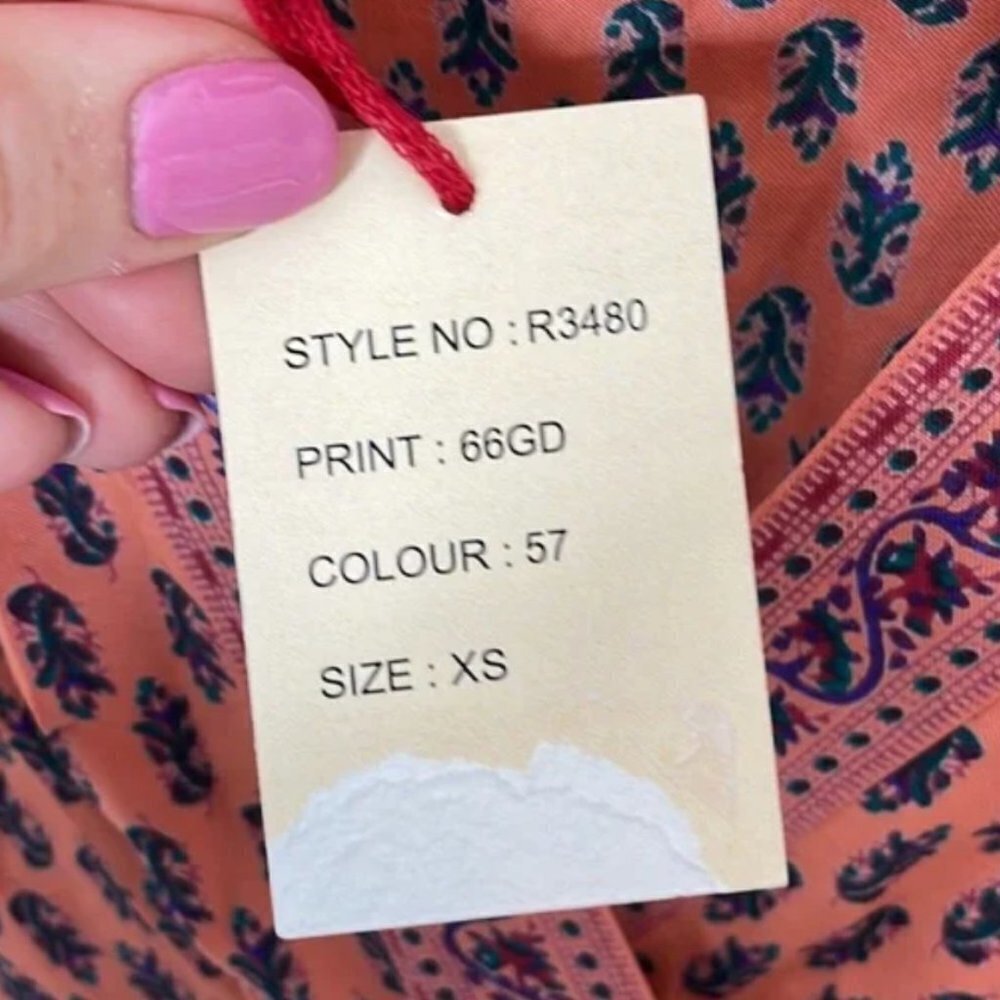 STYLE NO : R3480
PRINT : 66GD
COLOUR : 57
SIZE : XS